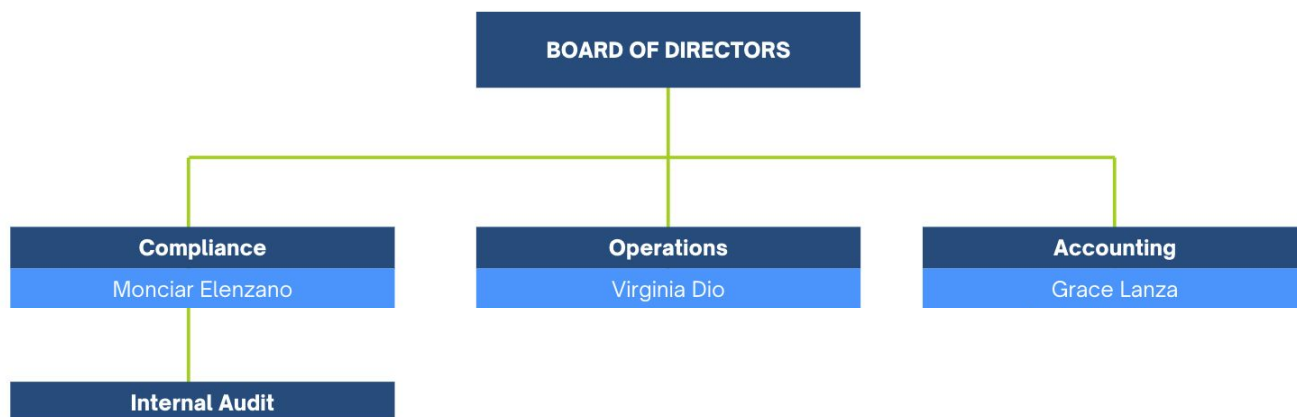 BOARD OF DIRECTORS
Compliance
Monciar Elenzano
Operations
Virginia Dio
Accounting
Grace Lanza
Internal Audit